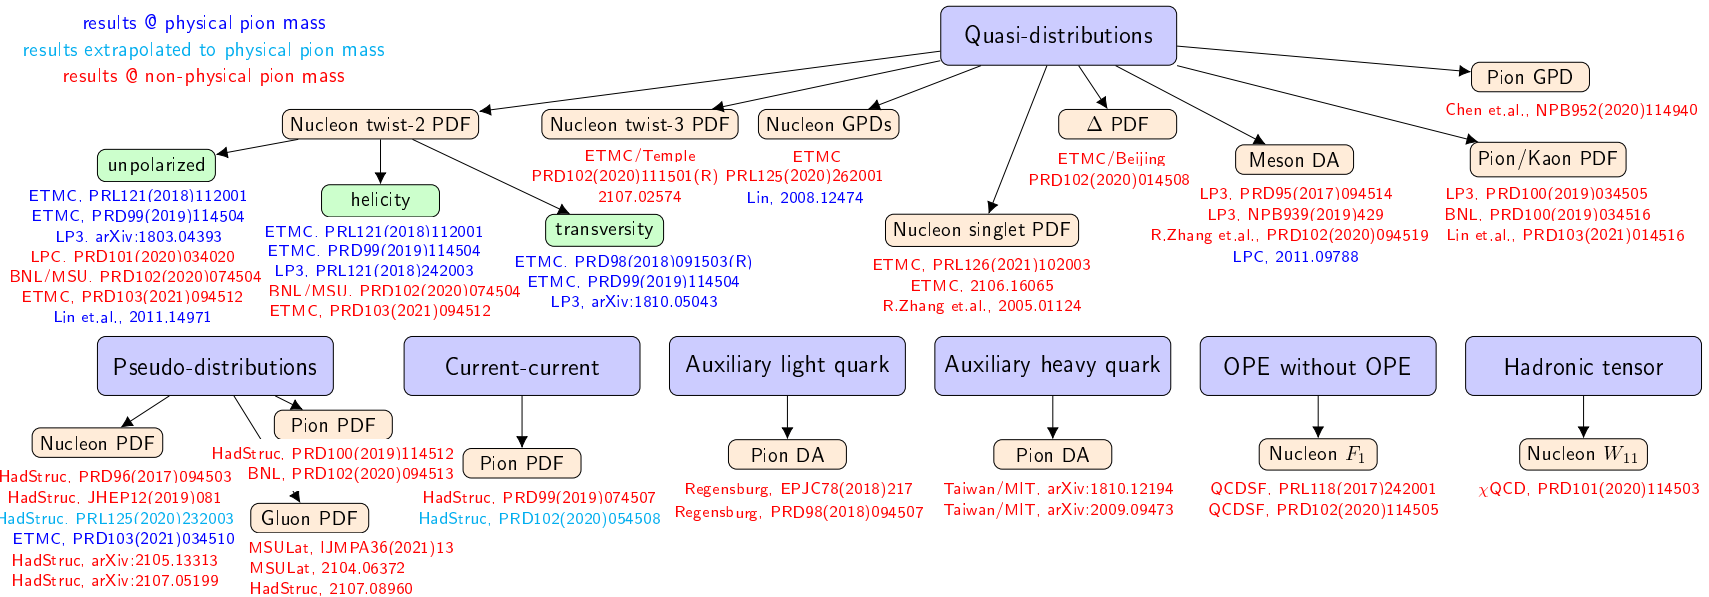 results @ physical pion mass
results extrapolated to physical pion mass
results @ non-physical pion mass
Quasi-distributions
Nucleon twist-2 PDF
unpolarized
ETMC, PRL121(2018)112001
ETMC, PRD99(2019)114504
LP3, arXiv:1803.04393
LPC, PRD101(2020)034020
BNL/MSU, PRD102(2020)074504
ETMC, PRD103(2021)094512
Lin et.al., 2011.14971
helicity
ETMC, PRL121(2018)112001
ETMC, PRD99(2019)114504
LP3, PRL121(2018)242003
BNL/MSU, PRD102(2020)074504
ETMC, PRD103(2021)094512
transversity
ETMC, PRD98(2018)091503(R)
ETMC, PRD99(2019)114504
LP3, arXiv:1810.05043
Nucleon twist-3 PDF
ETMC/Temple
PRD102(2020)111501(R)
2107.02574
Nucleon GPDs
ETMC
PRL125(2020)262001
Lin, 2008.12474
Nucleon singlet PDF
ETMC, PRL126(2021)102003
ETMC, 2106.16065
R.Zhang et.al., 2005.01124
Δ PDF
ETMC/Beijing
PRD102(2020)014508
Meson DA
LP3, PRD95(2017)094514
LP3, NPB939(2019)429
R,Zhang et.al., PRD102(2020)094519
LPC, 2011.09788
Pion/Kaon PDF
LP3, PRD100(2019)034505
BNL, PRD100(2019)034516
Lin et.al., PRD103(2021)014516
Pion GPD
Chen et.al., NPB952(2020)114940
Pseudo-distributions
Nucleon PDF
HadStruc, PRD96(2017)094503
HadStruc, JHEP12(2019)081
HadStruc, PRL125(2020)232003
ETMC, PRD103(2021)034510
HadStruc, arXiv:2105.13313
HadStruc, arXiv:2107.05199
Pion PDF
HadStruc, PRD100(2019)114512
BNL, PRD102(2020)094513
Gluon PDF
MSULat, IJMPA36(2021)13
MSULat, 2104.06372
HadStruc, 2107.08960
Current-current
Pion PDF
HadStruc, PRD99(2019)074507
HadStruc, PRD102(2020)054508
Auxiliary light quark
Pion DA
Regensburg, EPJC78(2018)217
Regensburg, PRD98(2018)094507
Auxiliary heavy quark
Pion DA
Taiwan/MIT, arXiv:1810.12194
Taiwan/MIT, arXiv:2009.09473
OPE without OPE
Nucleon F₁
QCDSF, PRL118(2017)242001
QCDSF, PRD102(2020)114505
Hadronic tensor
Nucleon W₁₁
χQCD, PRD101(2020)114503